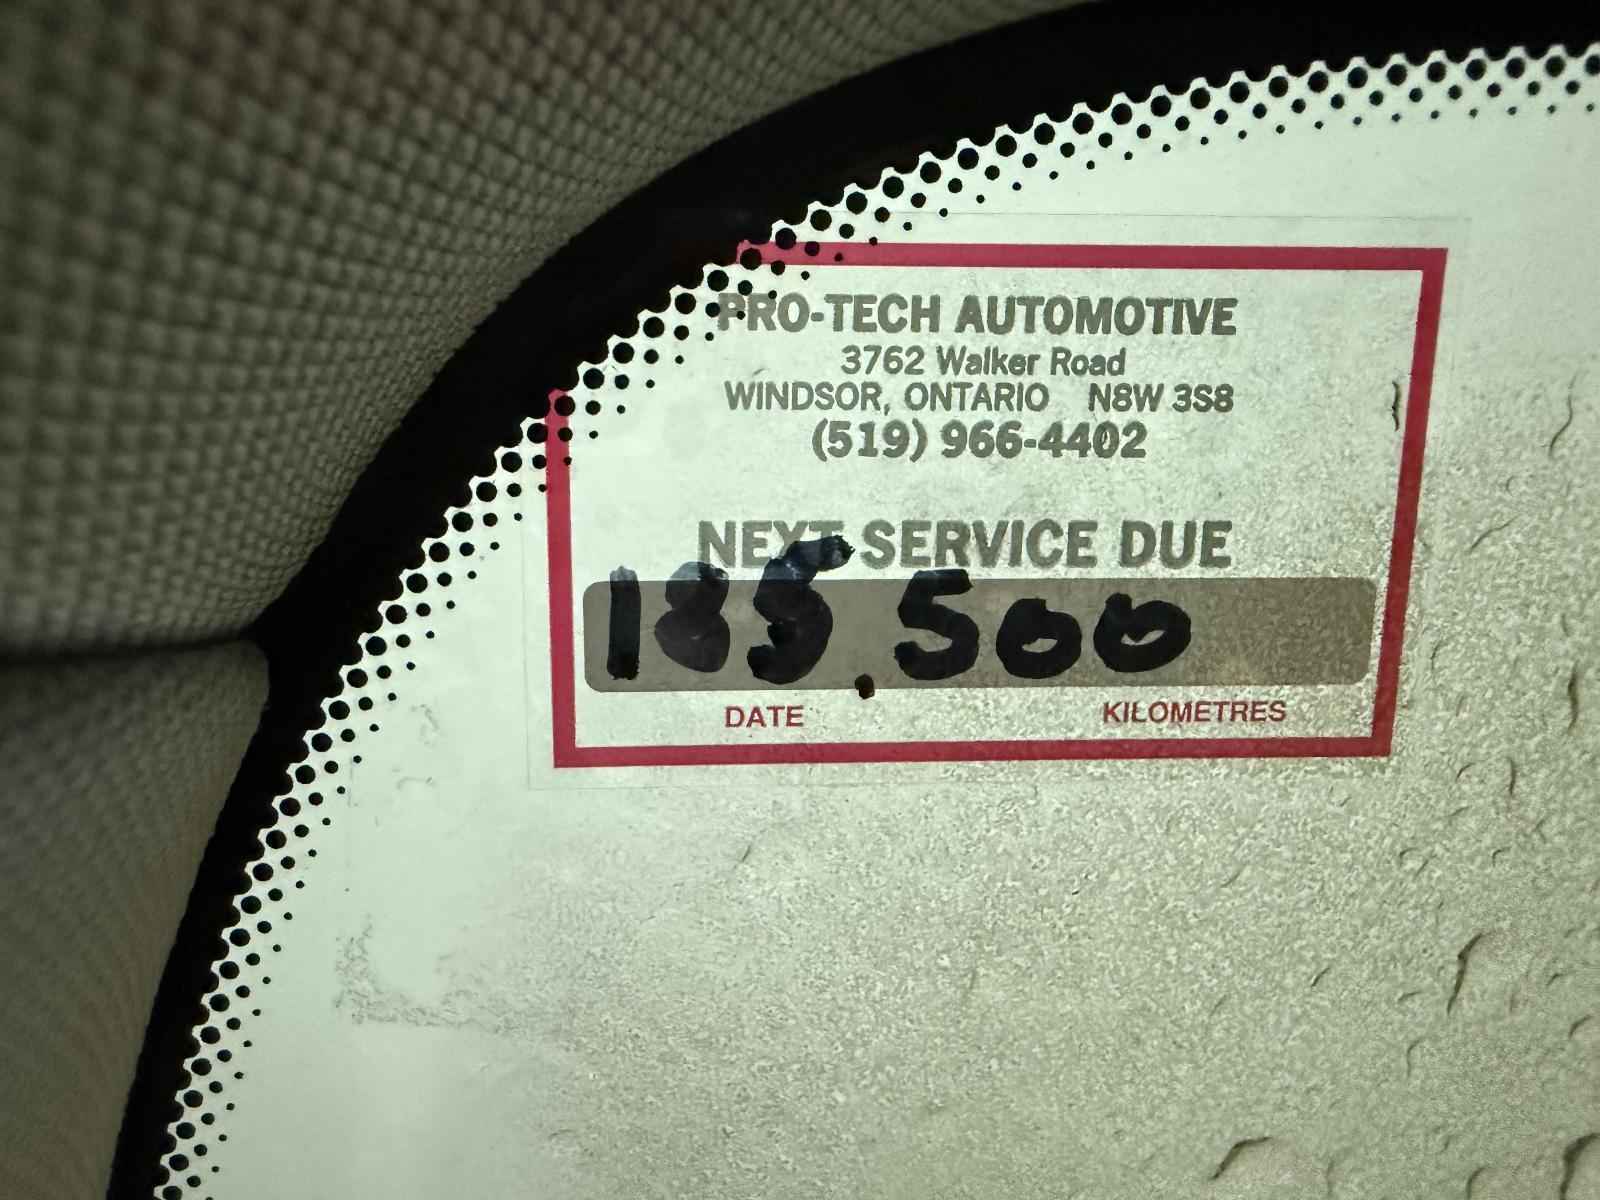 PRO-TECH AUTOMOTIVE
3762 Walker Road
WINDSOR, ONTARIO N8W 3S8
(519) 966-4402
NEXT SERVICE DUE
185.500
DATE KILOMETRES